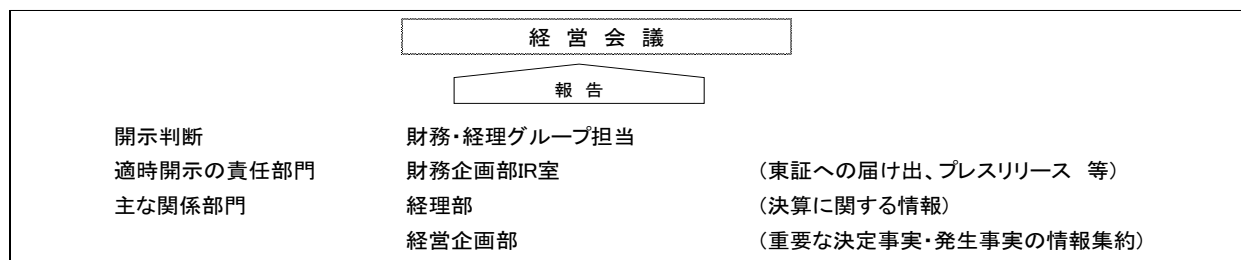 経 営 会 議
報 告
開示判断 財務・経理グループ担当
適時開示の責任部門 財務企画部IR室 （東証への届け出、プレスリリース 等）
主な関係部門 経理部 （決算に関する情報）
経営企画部 （重要な決定事実・発生事実の情報集約）